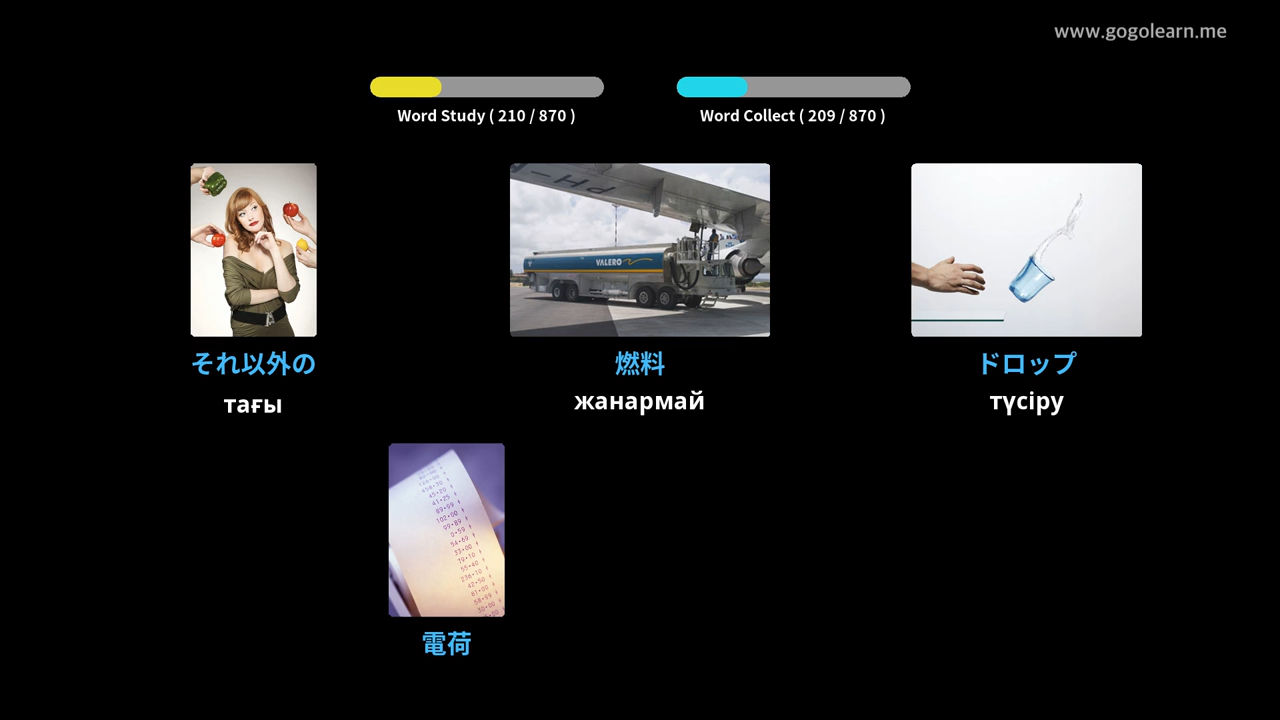 www.gogolearn.me
Word Study ( 210 / 870 )
Word Collect ( 209 / 870 )
VALERO
それ以外の
燃料
ドロップ
тағы
жанармай
түсіру
電荷